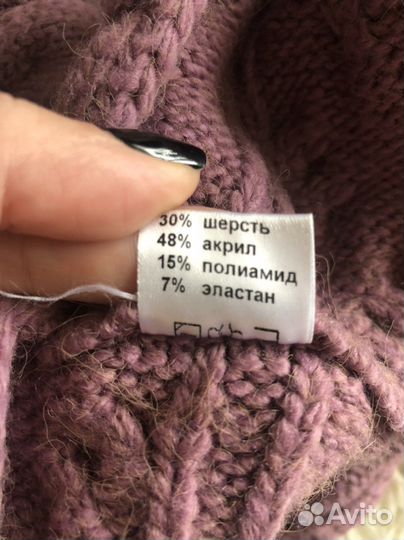 30% шерсть
48% акрил
15% полиамид
7% эластан
Avito